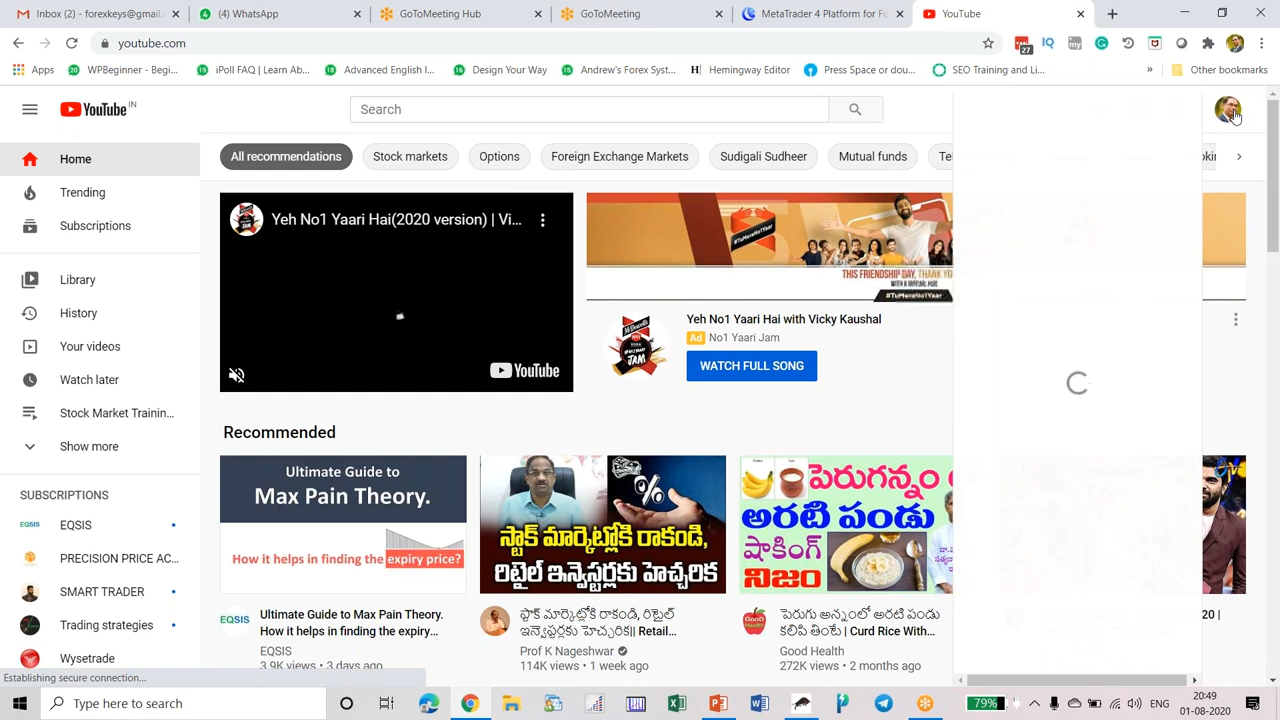 Inbox (2) - forexkeys@gmail.
(4) WhatsApp
GoToMeeting Hub
GoToMeeting
MetaTrader 4 Platform for Fo
YouTube
youtube.com
27
Apps
WPBeginner - Begi...
iPoll FAQ | Learn Ab...
Advanced English I...
Design Your Way
Andrew's Forex Syst...
Hemingway Editor
Press Space or dou...
SEO Training and Li...
»
Other bookmarks
YouTube IN
Search
Home
Trending
Subscriptions
Library
History
Your videos
Watch later
Stock Market Trainin...
Show more
SUBSCRIPTIONS
EQSIS
PRECISION PRICE AC...
SMART TRADER
Trading strategies
Wysetrade
All recommendations
Stock markets
Options
Foreign Exchange Markets
Sudigali Sudheer
Mutual funds
Yeh No1 Yaari Hai(2020 version) | Vi...
YouTube
#TuMeraNo1Yaar
THIS FRIENDSHIP DAY, THANK YO
#TuMeraNo1Yaar
Yeh No1 Yaari Hai with Vicky Kaushal
Ad No1 Yaari Jam
WATCH FULL SONG
Recommended
Ultimate Guide to
Max Pain Theory.
How it helps in finding the expiry price?
%
స్టాక్ మార్కెట్లోకి రాకండి,
రిటైల్ ఇన్వెస్టర్లకు హెచ్చరిక
పెరుగన్నం
అరటి పండు
షాకింగ్
నిజం
Ultimate Guide to Max Pain Theory.
How it helps in finding the expiry...
EQSIS
3.9K views • 3 days ago
స్టాక్ మార్కెట్లోకి రాకండి, రిటైల్
ఇన్వెస్టర్లకు హెచ్చరిక|| Retail...
Prof K Nageshwar
114K views • 1 week ago
GOOD Health
పెరుగు అన్నంలో అరటి పండు
కలిపి తింటే | Curd Rice With...
Good Health
272K views • 2 months ago
20 |
Establishing secure connection...
Type here to search
79%
ENG
20:49
01-08-2020